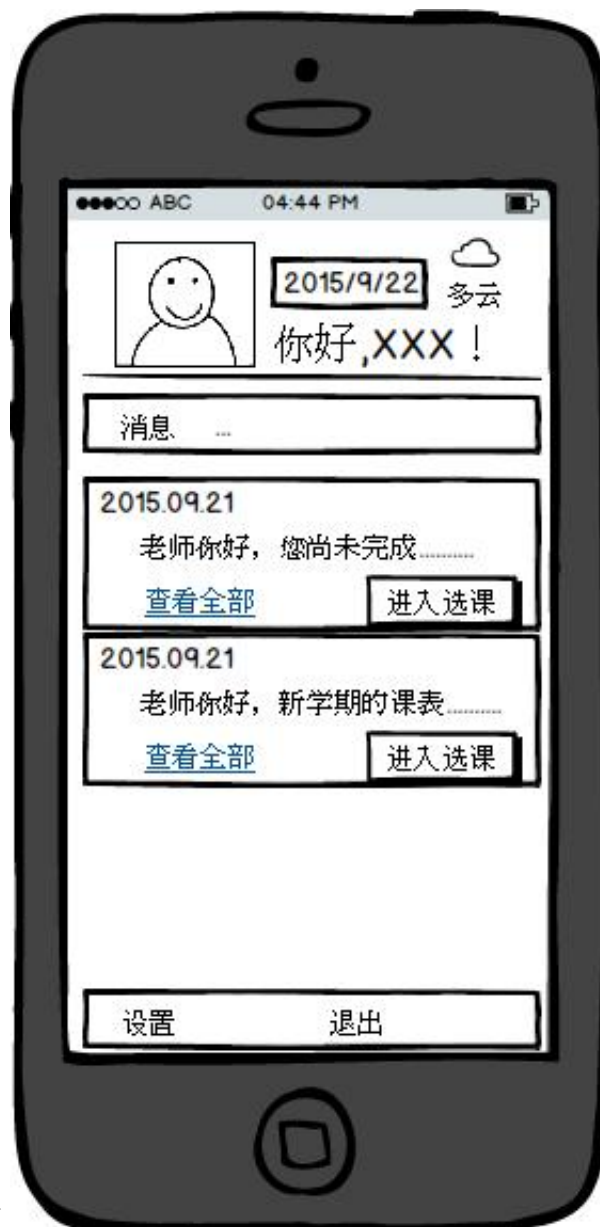 ABC 04:44 PM
2015/9/22
多云
你好,XXX！
消息 ...
2015.09.21
老师你好，您尚未完成..........
查看全部 进入选课
2015.09.21
老师你好，新学期的课表..........
查看全部 进入选课
设置 退出